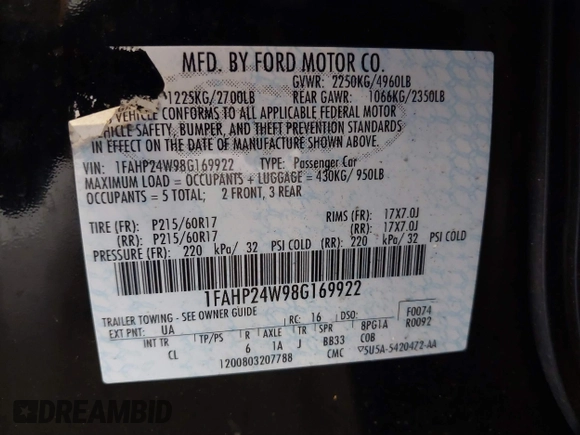 MFD. BY FORD MOTOR CO.
GVWR: 2250KG/4960LB
1225KG/2700LB REAR GAWR: 1066KG/2350LB
VEHICLE CONFORMS TO ALL APPLICABLE FEDERAL MOTOR
VEHICLE SAFETY, BUMPER, AND THEFT PREVENTION STANDARDS
IN EFFECT ON THE DATE OF MANUFACTURE SHOWN ABOVE.
VIN: 1FAHP24W98G169922 TYPE: Passenger Car
MAXIMUM LOAD = OCCUPANTS + LUGGAGE = 430KG/ 950LB
OCCUPANTS = 5 TOTAL; 2 FRONT, 3 REAR
TIRE (FR): P215/60R17 RIMS (FR): 17X7.0J
(RR): P215/60R17 (RR): 17X7.0J
PRESSURE (FR): 220 kPa/ 32 PSI COLD (RR): 220 kPa/ 32 PSI COLD
1FAHP24W98G169922
TRAILER TOWING - SEE OWNER GUIDE RC: 16 DSO: F0074
EXT PNT: UA R0092
INT TR TP/PS R AXLE TR SPR BPG1A
CL 6 1A J BB33 COB
1200803207788 CMC 5U5A-5420472-AA
DREAMBID